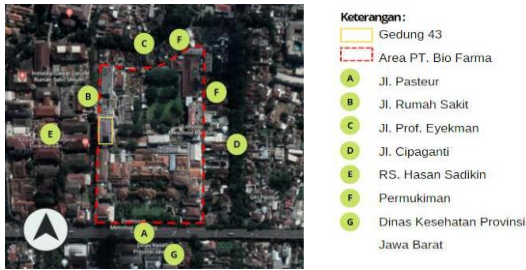 C
F
B
F
E
D
A
G
Keterangan:
Gedung 43
Area PT. Bio Farma
A Jl. Pasteur
B Jl. Rumah Sakit
C Jl. Prof. Eyekman
D Jl. Cipaganti
E RS. Hasan Sadikin
F Permukiman
G Dinas Kesehatan Provinsi
Jawa Barat